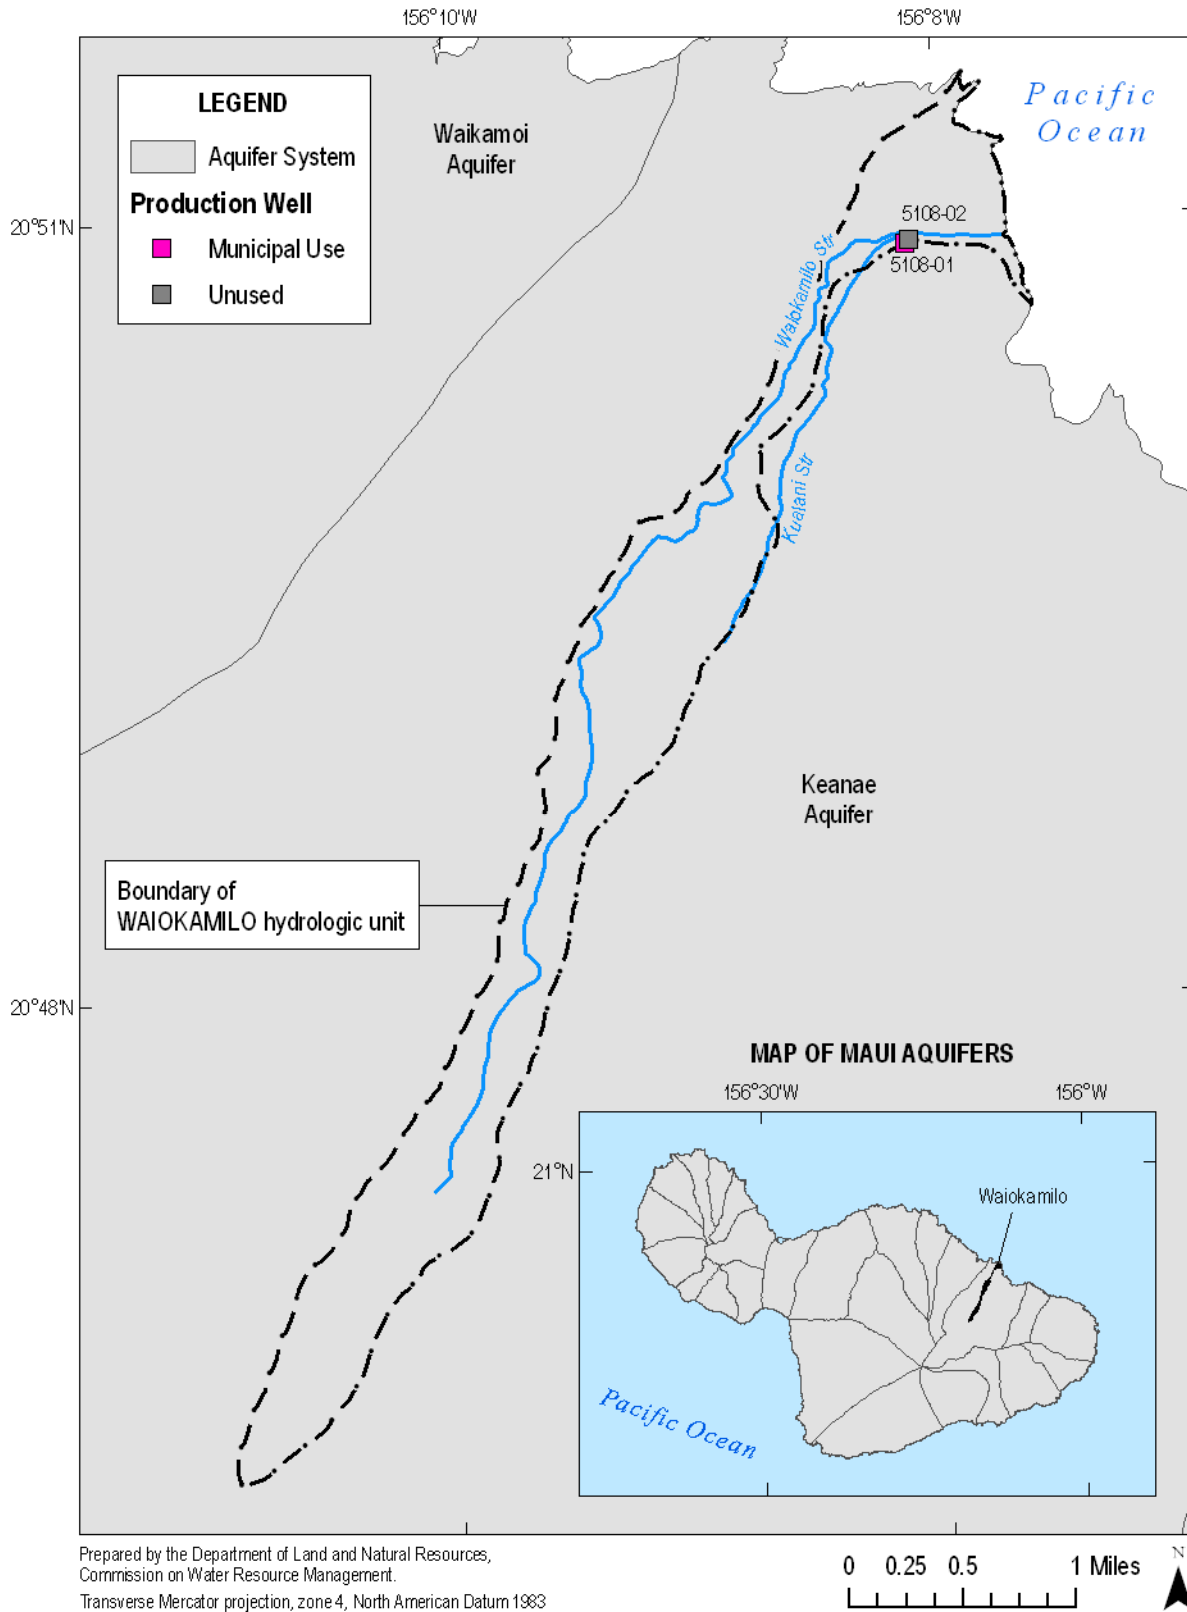 156°10'W
156°8'W
LEGEND
Aquifer System
Production Well
Municipal Use
Unused
Waikamoi
Aquifer
Pacific
Ocean
20°51'N
5108-02
5108-01
Waiokamilo Str
Kualani Str
Keanae
Aquifer
Boundary of
WAIOKAMILO hydrologic unit
20°48'N
MAP OF MAUI AQUIFERS
156°30'W
156°W
21°N
Waiokamilo
Pacific Ocean
Prepared by the Department of Land and Natural Resources,
Commission on Water Resource Management.
Transverse Mercator projection, zone 4, North American Datum 1983
0 0.25 0.5 1 Miles
N